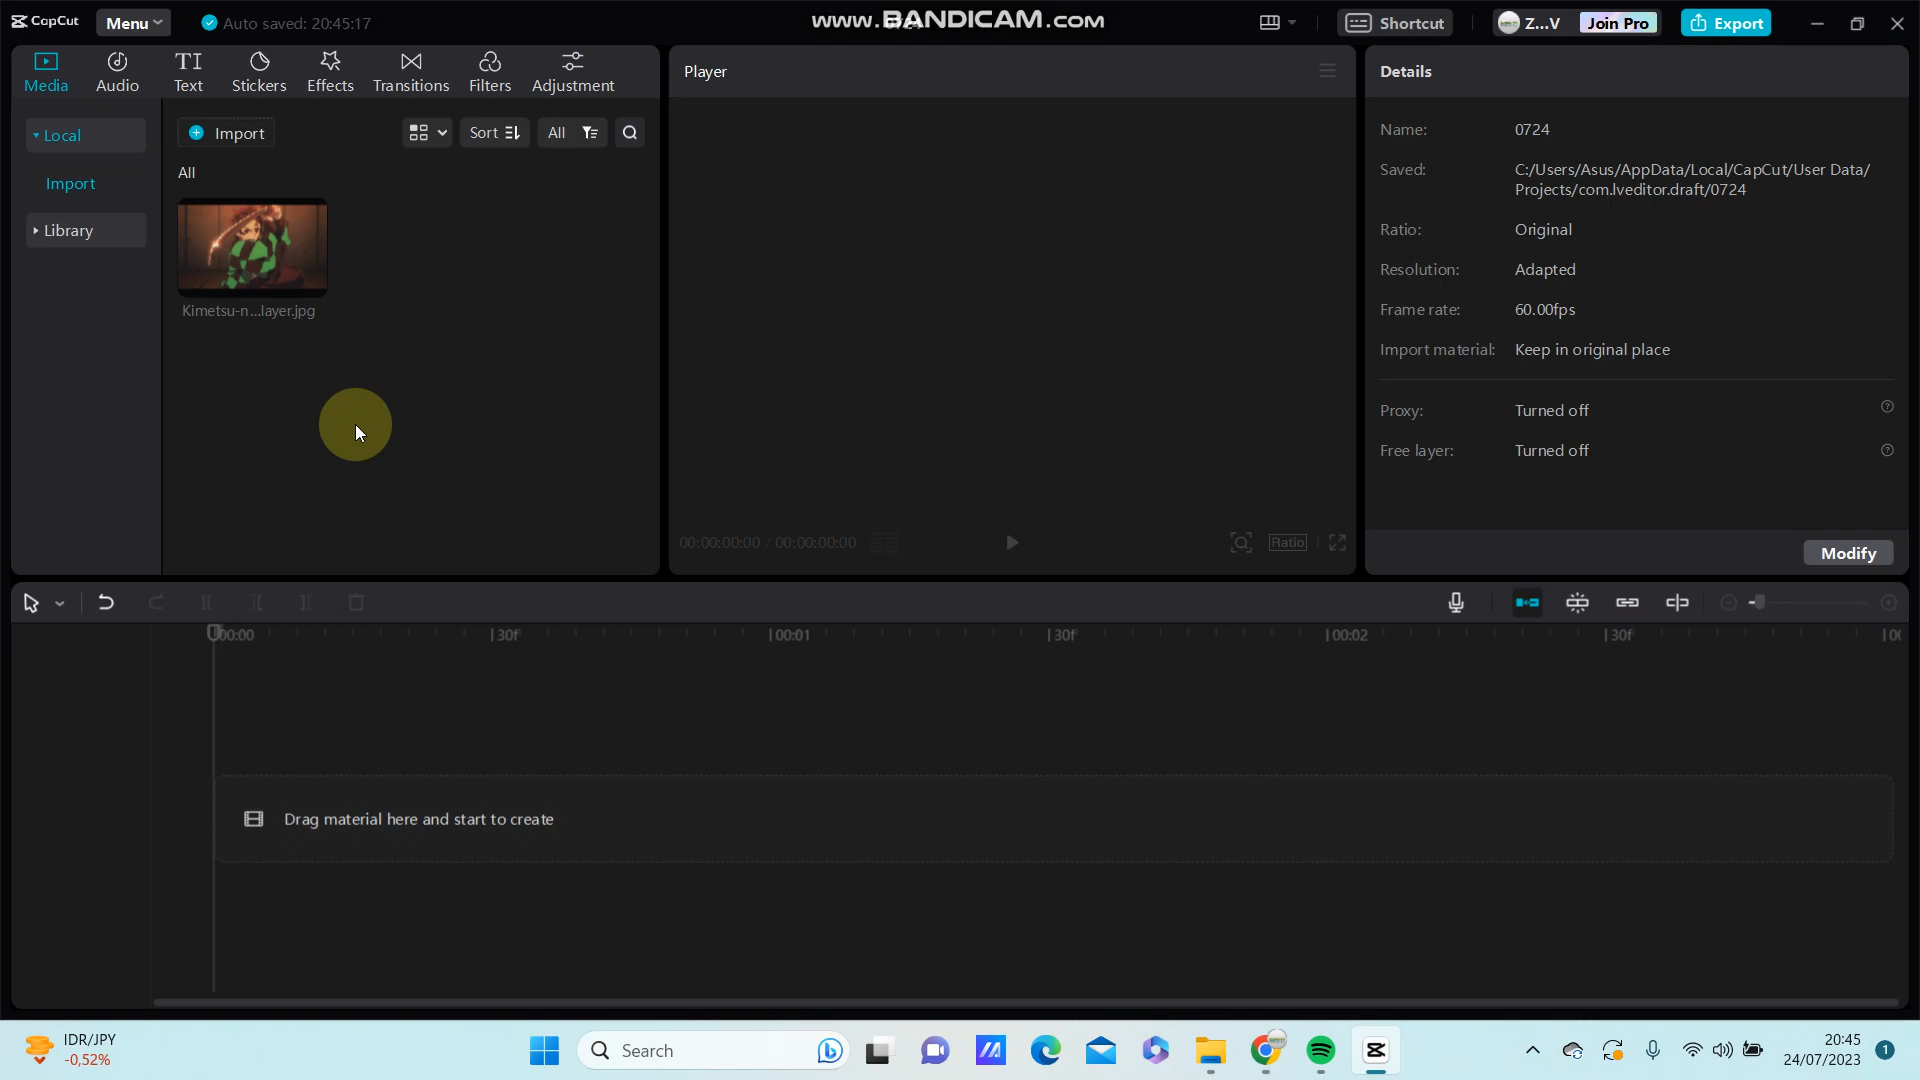 CapCut Menu Auto saved: 20:45:17 www.BANDICAM.com Shortcut Z...V Join Pro Export
Media Audio Text Stickers Effects Transitions Filters Adjustment
Local
Import
Library
Import Sort All
All
Kimetsu-n...layer.jpg
Player
00:00:00:00 / 00:00:00:00 Ratio
Details
Name: 0724
Saved: C:/Users/Asus/AppData/Local/CapCut/User Data/
Projects/com.lveditor.draft/0724
Ratio: Original
Resolution: Adapted
Frame rate: 60.00fps
Import material: Keep in original place
Proxy: Turned off
Free layer: Turned off
Modify
00:00 30f 00:01 30f 00:02 30f
Drag material here and start to create
IDR/JPY
-0,52%
Search
20:45
24/07/2023
1